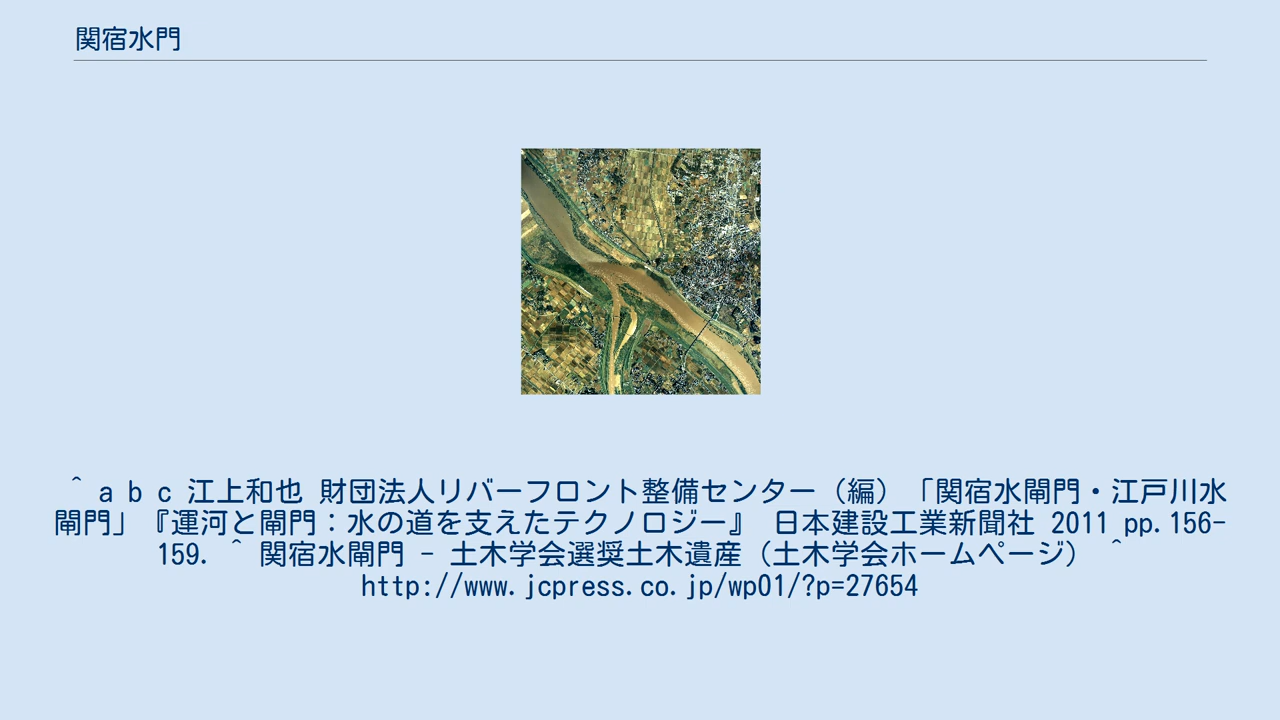 関宿水門
^ a b c 江上和也 財団法人リバーフロント整備センター（編）「関宿水閘門・江戸川水
閘門」『運河と閘門：水の道を支えたテクノロジー』 日本建設工業新聞社 2011 pp.156-
159. ^ 関宿水閘門 - 土木学会選奨土木遺産（土木学会ホームページ） ^
http://www.jcpress.co.jp/wp01/?p=27654